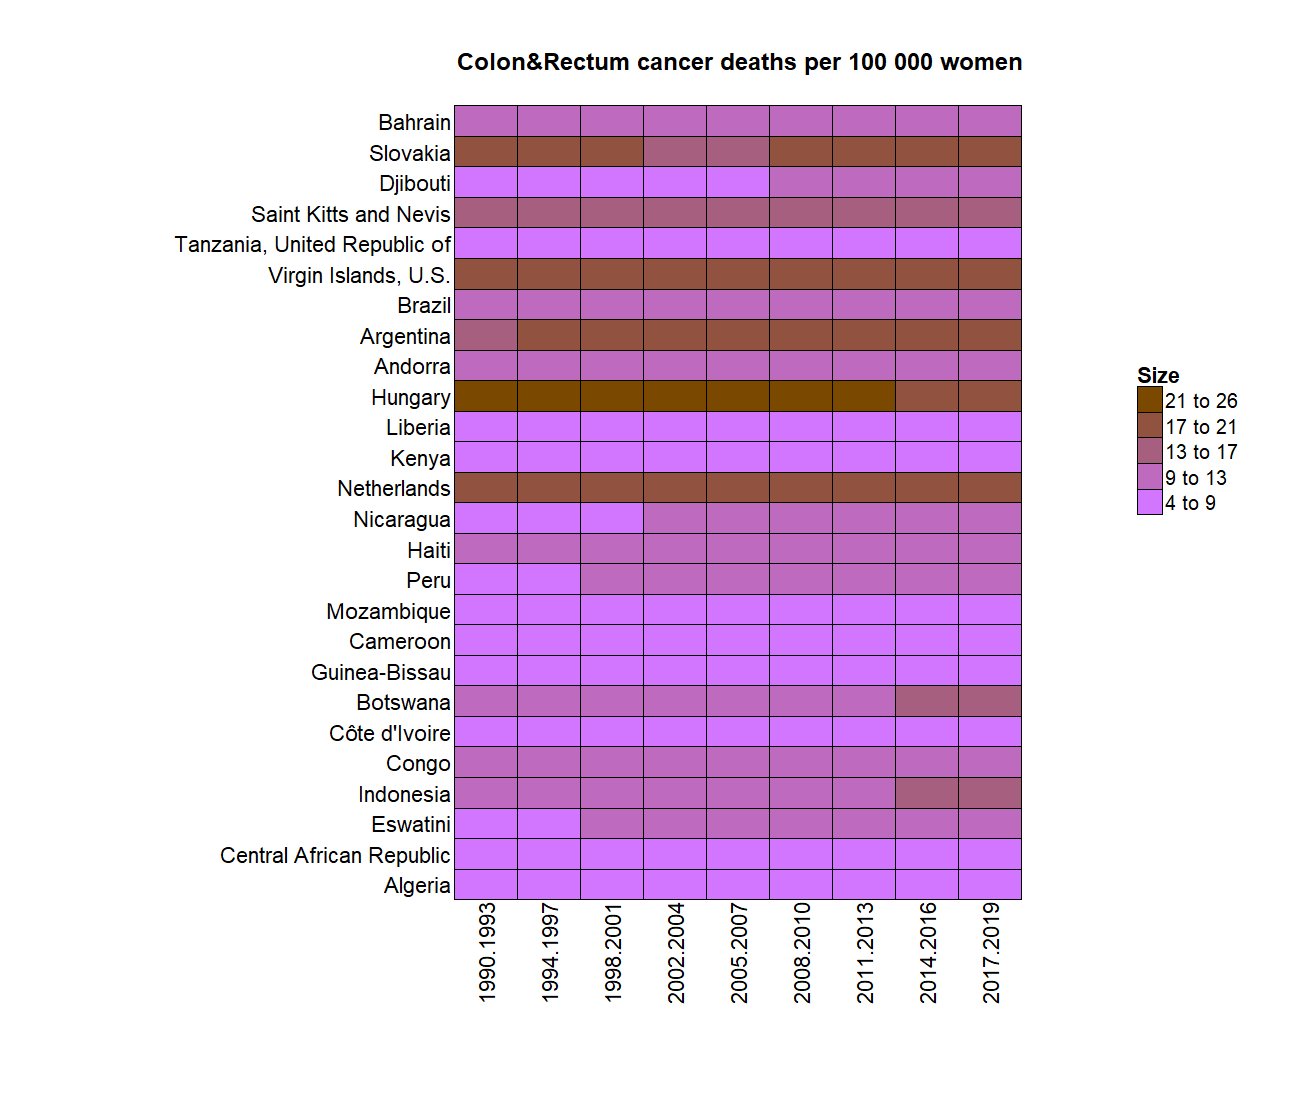 Colon&Rectum cancer deaths per 100 000 women
Bahrain
Slovakia
Djibouti
Saint Kitts and Nevis
Tanzania, United Republic of
Virgin Islands, U.S.
Brazil
Argentina
Andorra
Hungary
Liberia
Kenya
Netherlands
Nicaragua
Haiti
Peru
Mozambique
Cameroon
Guinea-Bissau
Botswana
Côte d'Ivoire
Congo
Indonesia
Eswatini
Central African Republic
Algeria
1990.1993
1994.1997
1998.2001
2002.2004
2005.2007
2008.2010
2011.2013
2014.2016
2017.2019
Size
21 to 26
17 to 21
13 to 17
9 to 13
4 to 9